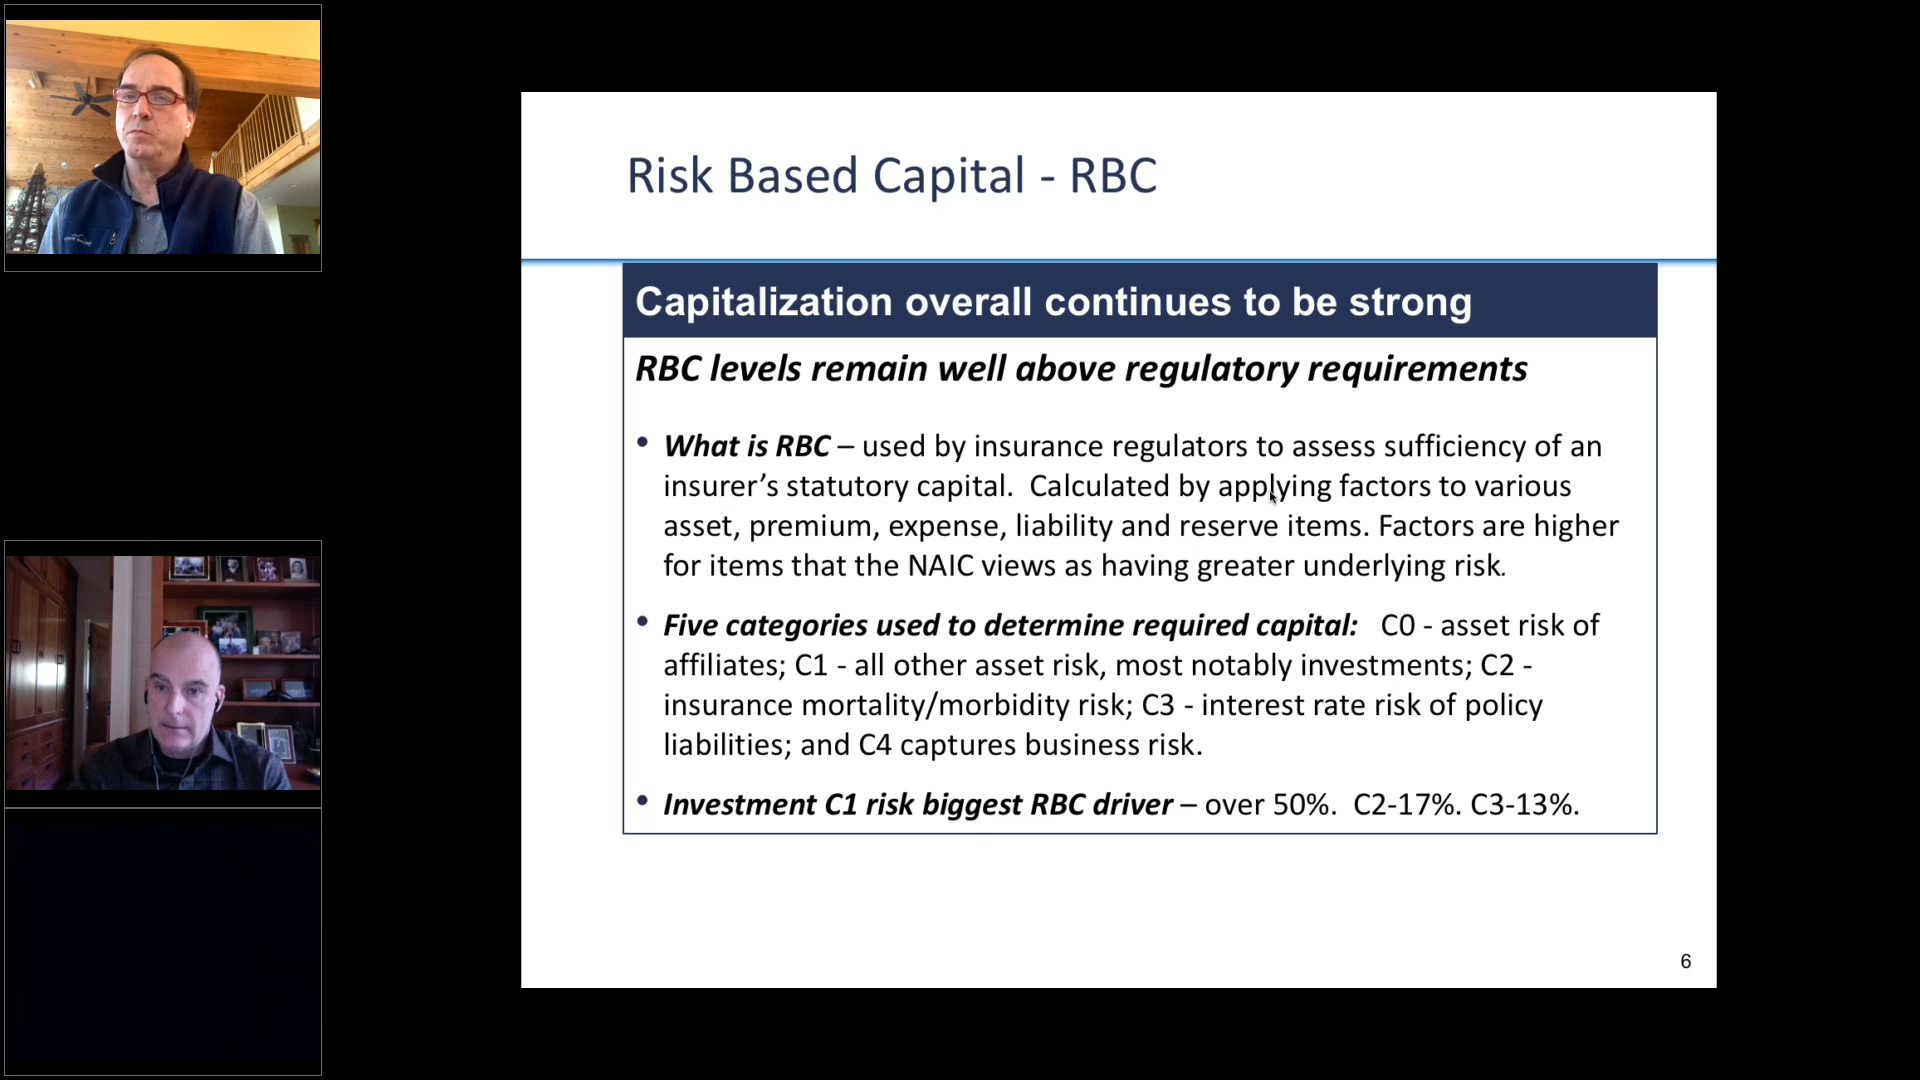 Risk Based Capital - RBC
Capitalization overall continues to be strong
RBC levels remain well above regulatory requirements
• What is RBC – used by insurance regulators to assess sufficiency of an
insurer’s statutory capital.  Calculated by applying factors to various
asset, premium, expense, liability and reserve items. Factors are higher
for items that the NAIC views as having greater underlying risk.
• Five categories used to determine required capital:   C0 - asset risk of
affiliates; C1 - all other asset risk, most notably investments; C2 -
insurance mortality/morbidity risk; C3 - interest rate risk of policy
liabilities; and C4 captures business risk.
• Investment C1 risk biggest RBC driver – over 50%.  C2-17%. C3-13%.
6